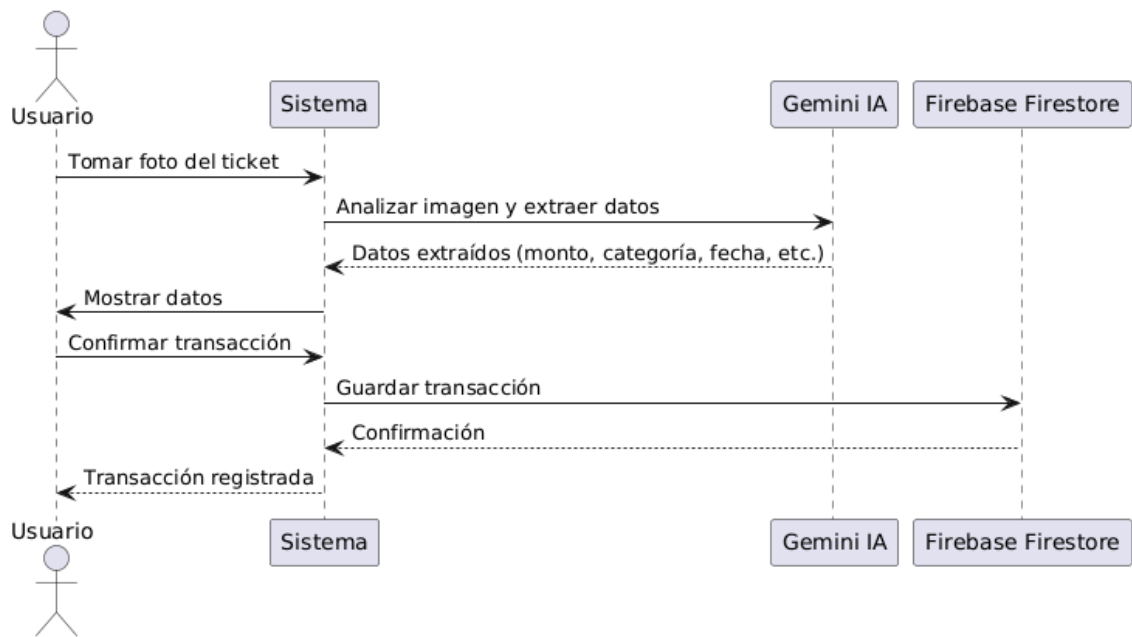 Usuario
Sistema
Gemini IA
Firebase Firestore
Tomar foto del ticket
Analizar imagen y extraer datos
Datos extraídos (monto, categoría, fecha, etc.)
Mostrar datos
Confirmar transacción
Guardar transacción
Confirmación
Transacción registrada
Usuario
Sistema
Gemini IA
Firebase Firestore